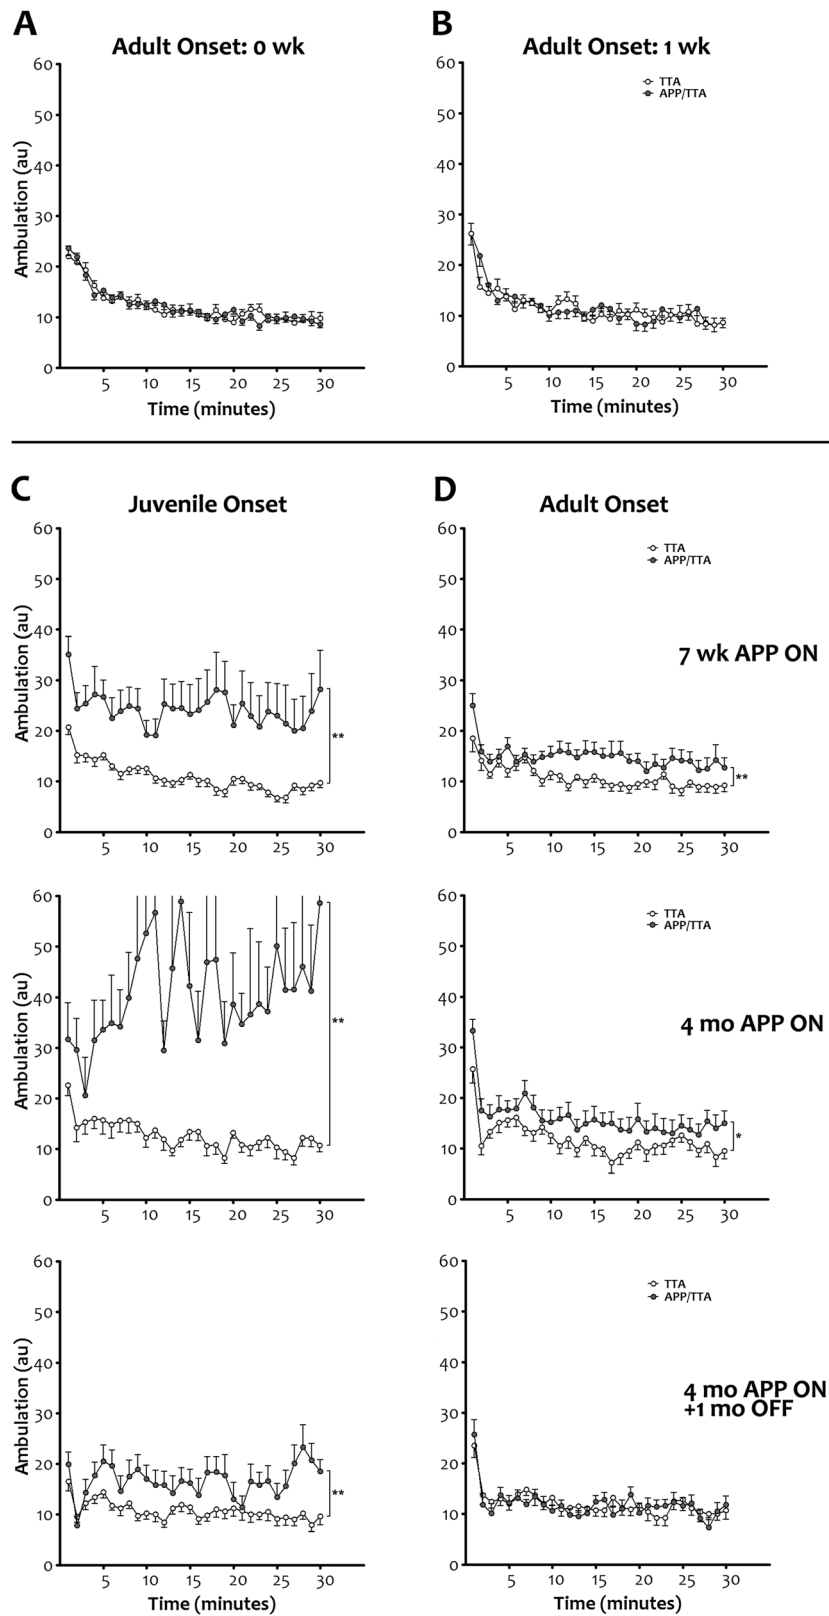 A
Adult Onset: 0 wk
60
50
40
30
20
10
0
Ambulation (au)
5 10 15 20 25 30
Time (minutes)
B
Adult Onset: 1 wk
TTA
APP/TTA
60
50
40
30
20
10
0
5 10 15 20 25 30
Time (minutes)
C
Juvenile Onset
60
50
40
30
20
10
0
Ambulation (au)
**
5 10 15 20 25 30
D
Adult Onset
TTA
APP/TTA
7 wk APP ON
60
50
40
30
20
10
0
**
5 10 15 20 25 30
60
50
40
30
20
10
0
Ambulation (au)
**
5 10 15 20 25 30
TTA
APP/TTA
4 mo APP ON
60
50
40
30
20
10
0
*
5 10 15 20 25 30
60
50
40
30
20
10
0
Ambulation (au)
**
5 10 15 20 25 30
Time (minutes)
TTA
APP/TTA
4 mo APP ON
+1 mo OFF
60
50
40
30
20
10
0
5 10 15 20 25 30
Time (minutes)